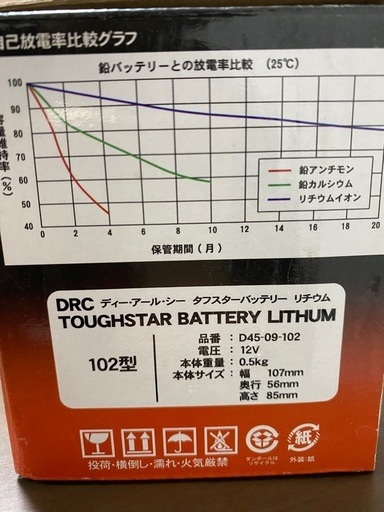 自己放電率比較グラフ
鉛バッテリーとの放電率比較 (25℃)
容量維持率(%)
100
90
80
70
60
50
40
鉛アンチモン
鉛カルシウム
リチウムイオン
0 2 4 6 8 10 12 14 16 18 20
保管期間(月)
DRC ディー・アール・シー タフスターバッテリー リチウム
TOUGHSTAR BATTERY LITHUM
102型
品番: D45-09-102
電圧: 12V
本体重量: 0.5kg
本体サイズ: 幅 107mm
奥行 56mm
高さ 85mm
投荷・横倒し・濡れ・火気厳禁
ダンボールは
リサイクル
紙
外装:紙